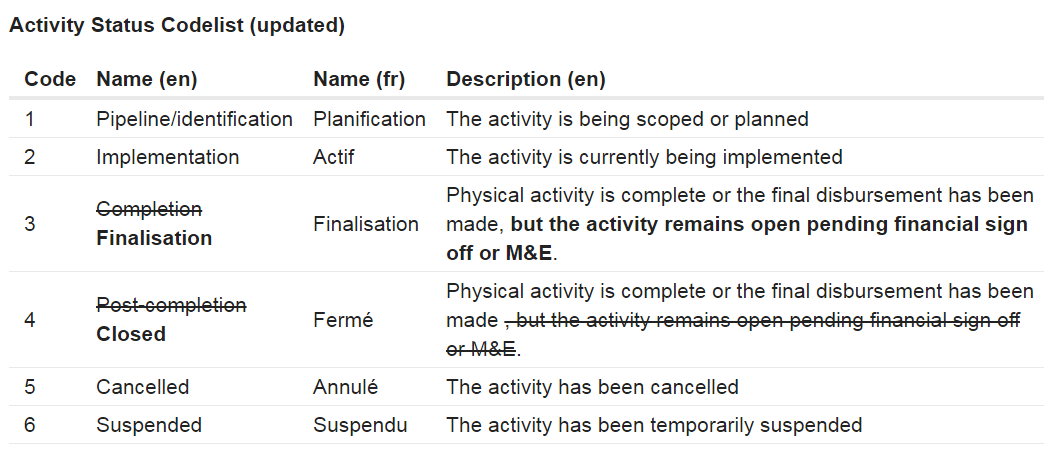 Activity Status Codelist (updated)
Code Name (en) Name (fr) Description (en)
1 Pipeline/identification Planification The activity is being scoped or planned
2 Implementation Actif The activity is currently being implemented
3 Completion Finalisation Finalisation Physical activity is complete or the final disbursement has been
made, but the activity remains open pending financial sign
off or M&E.
4 Post-completion Closed Fermé Physical activity is complete or the final disbursement has been
made , but the activity remains open pending financial sign off
or M&E.
5 Cancelled Annulé The activity has been cancelled
6 Suspended Suspendu The activity has been temporarily suspended